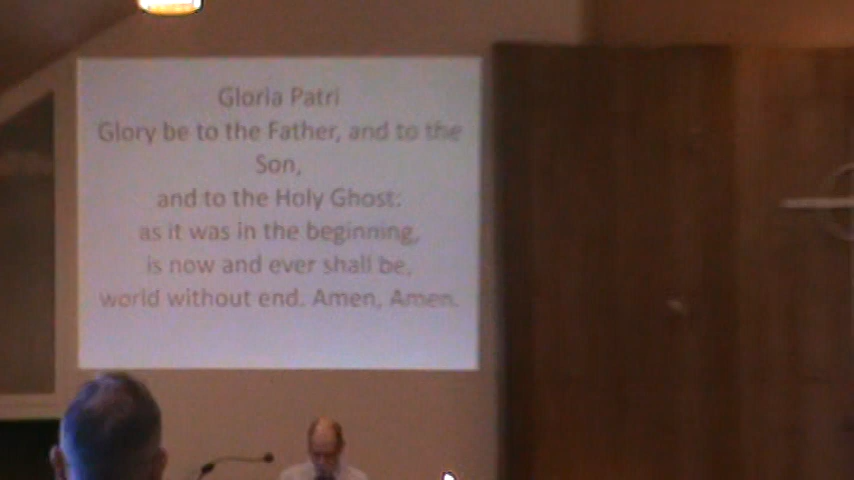 Gloria Patri
Glory be to the Father, and to the
Son,
and to the Holy Ghost:
as it was in the beginning,
is now and ever shall be,
world without end. Amen, Amen.